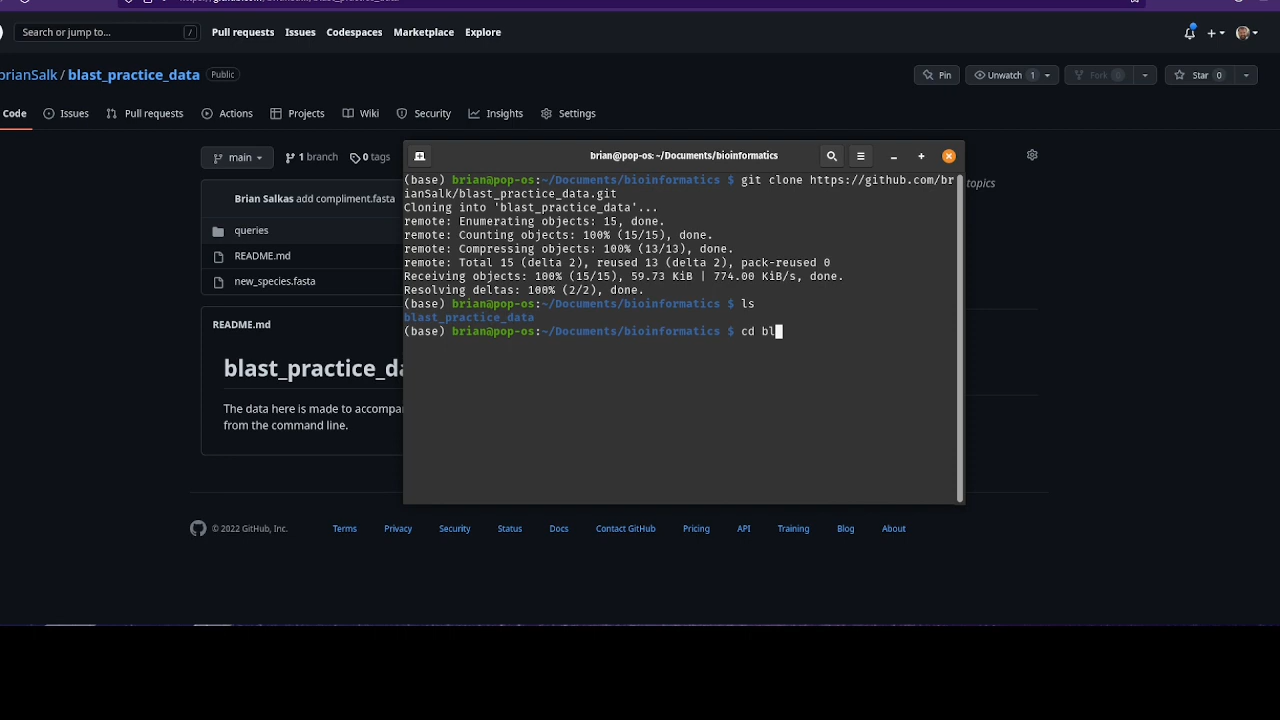 Search or jump to... / Pull requests Issues Codespaces Marketplace Explore
brianSalk / blast_practice_data Public Pin Unwatch 1 Fork 0 Star 0
Code Issues Pull requests Actions Projects Wiki Security Insights Settings
main 1 branch 0 tags
Brian Salkas add compliment.fasta
queries
README.md
new_species.fasta
README.md
blast_practice_da
The data here is made to accompa
from the command line.
topics
brian@pop-os: ~/Documents/bioinformatics
(base) brian@pop-os:~/Documents/bioinformatics $ git clone https://github.com/br
ianSalk/blast_practice_data.git
Cloning into 'blast_practice_data'...
remote: Enumerating objects: 15, done.
remote: Counting objects: 100% (15/15), done.
remote: Compressing objects: 100% (13/13), done.
remote: Total 15 (delta 2), reused 13 (delta 2), pack-reused 0
Receiving objects: 100% (15/15), 59.73 KiB | 774.00 KiB/s, done.
Resolving deltas: 100% (2/2), done.
(base) brian@pop-os:~/Documents/bioinformatics $ ls
blast_practice_data
(base) brian@pop-os:~/Documents/bioinformatics $ cd bl
© 2022 GitHub, Inc. Terms Privacy Security Status Docs Contact GitHub Pricing API Training Blog About